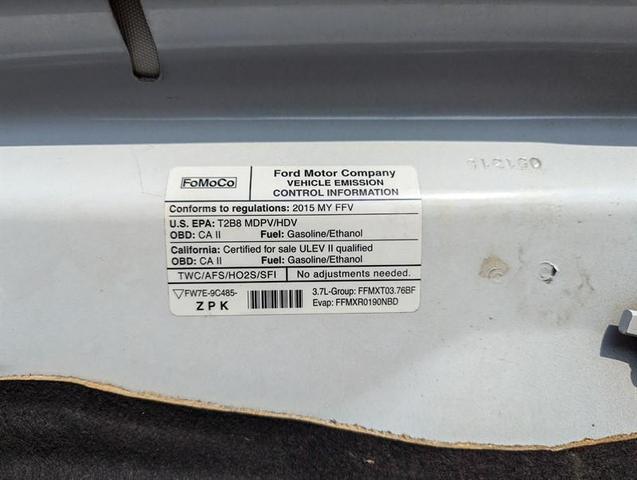 FoMoCo
Ford Motor Company
VEHICLE EMISSION
CONTROL INFORMATION
Conforms to regulations: 2015 MY FFV
U.S. EPA: T2B8 MDPV/HDV
OBD: CA II Fuel: Gasoline/Ethanol
California: Certified for sale ULEV II qualified
OBD: CA II Fuel: Gasoline/Ethanol
TWC/AFS/HO2S/SFI No adjustments needed.
FW7E-9C485-
ZPK
3.7L-Group: FFMXT03.76BF
Evap: FFMXR0190NBD